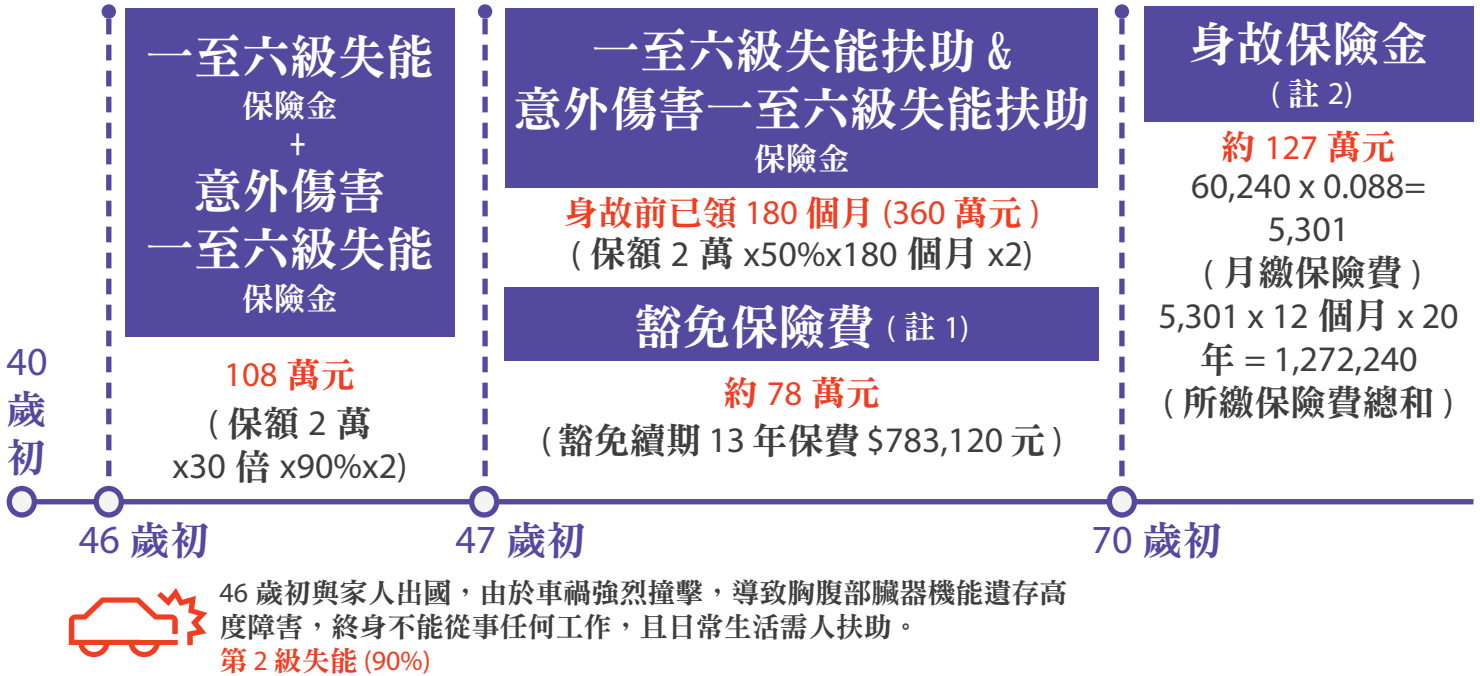 40
歲
初
一至六級失能
保險金
+
意外傷害
一至六級失能
保險金
108 萬元
( 保額 2 萬
x30 倍 x90%x2)
一至六級失能扶助 &
意外傷害一至六級失能扶助
保險金
身故前已領 180 個月 (360 萬元 )
( 保額 2 萬 x50%x180 個月 x2)
豁免保險費 ( 註 1)
約 78 萬元
( 豁免續期 13 年保費 $783,120 元 )
身故保險金
( 註 2)
約 127 萬元
60,240 x 0.088=
5,301
( 月繳保險費 )
5,301 x 12 個月 x 20
年 = 1,272,240
( 所繳保險費總和 )
46 歲初
47 歲初
70 歲初
46 歲初與家人出國，由於車禍強烈撞擊，導致胸腹部臟器機能遺存高
度障害，終身不能從事任何工作，且日常生活需人扶助。
第 2 級失能 (90%)